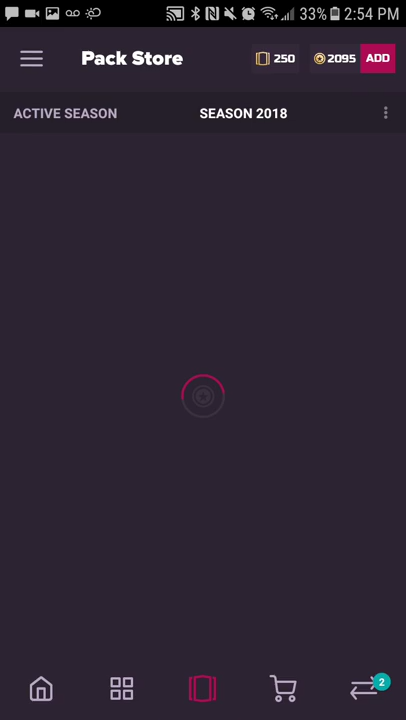 33% 2:54 PM
Pack Store 250 2095 ADD
ACTIVE SEASON SEASON 2018
2